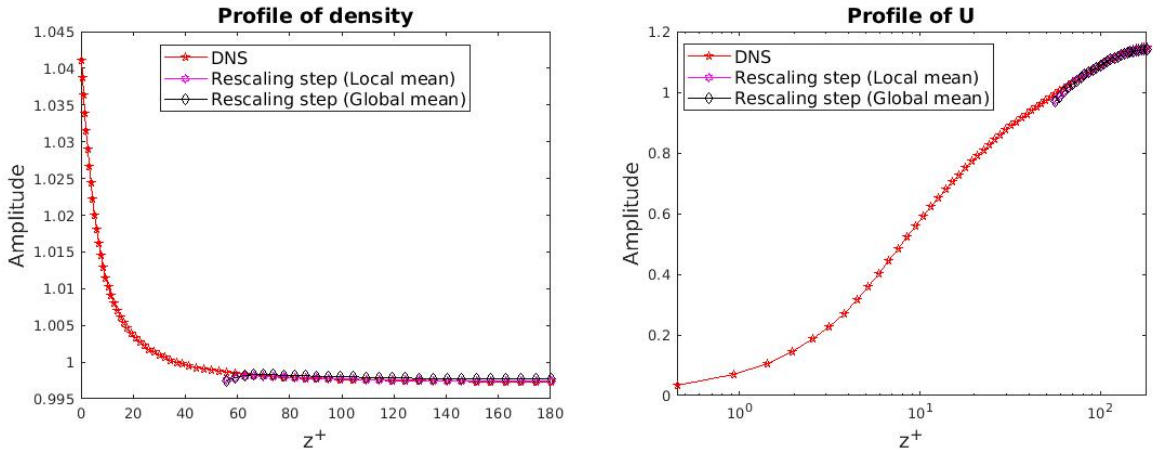 Profile of density
1.045
1.04
1.035
1.03
1.025
1.02
1.015
1.01
1.005
1
0.995
Amplitude
DNS
Rescaling step (Local mean)
Rescaling step (Global mean)
0 20 40 60 80 100 120 140 160 180
z+
Profile of U
1.2
1
0.8
0.6
0.4
0.2
0
Amplitude
DNS
Rescaling step (Local mean)
Rescaling step (Global mean)
10^0 10^1 10^2
z+